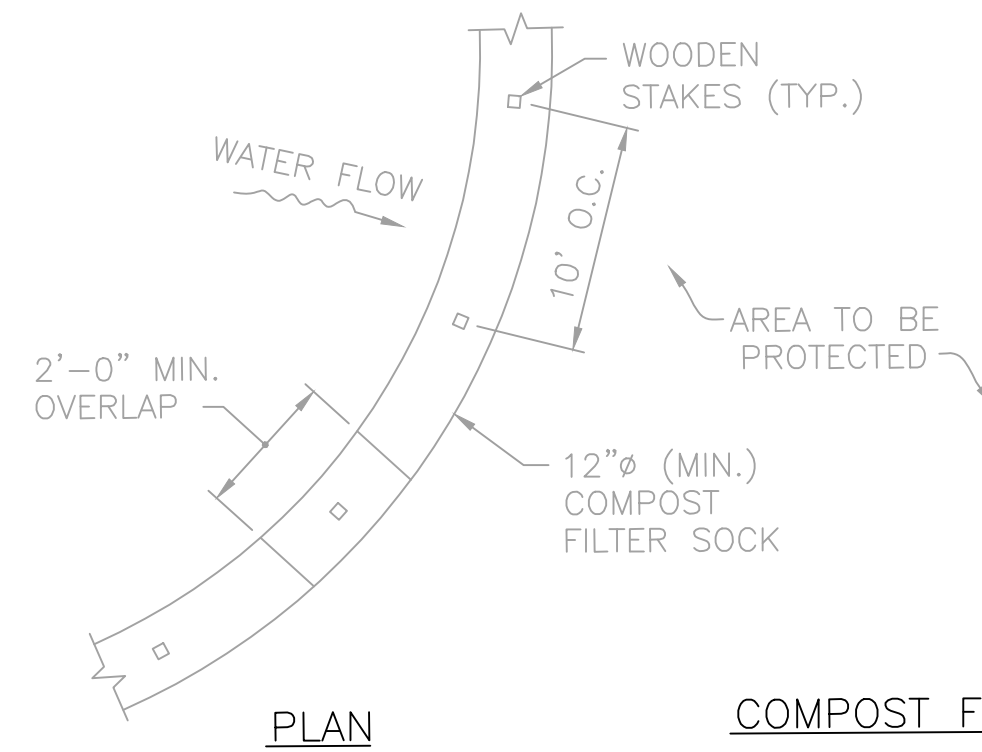 WOODEN
STAKES (TYP.)
WATER FLOW
10' O.C.
AREA TO BE
PROTECTED
2'-0" MIN.
OVERLAP
12"ø (MIN.)
COMPOST
FILTER SOCK
PLAN
COMPOST F